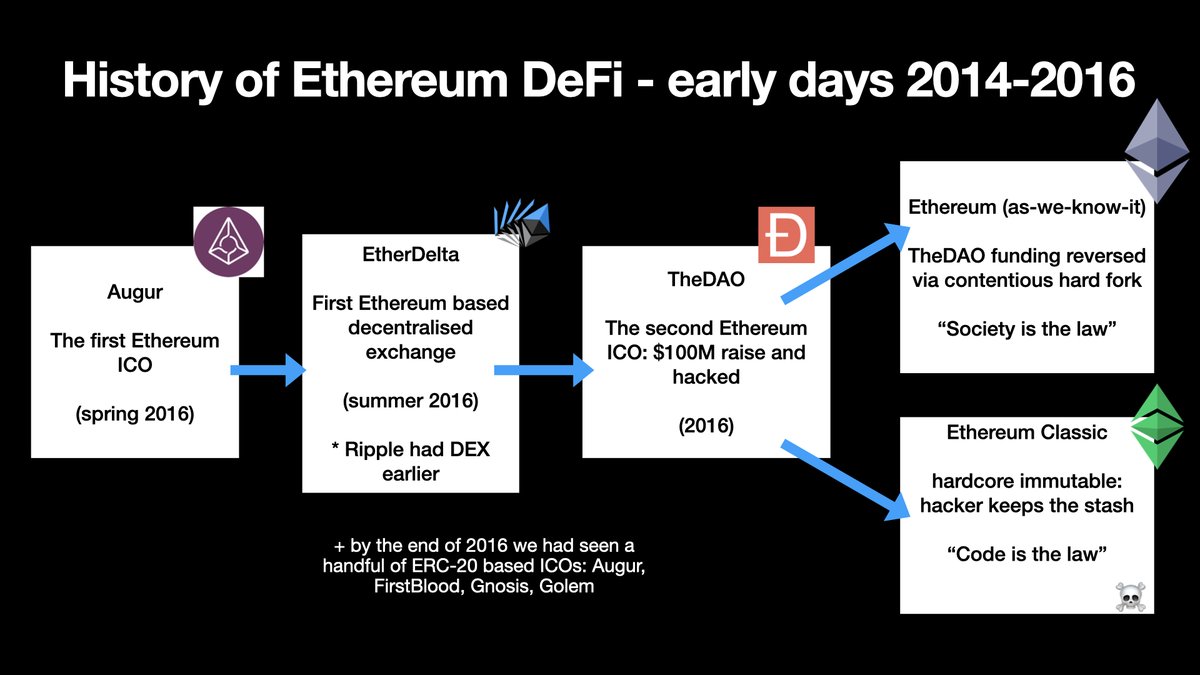 History of Ethereum DeFi - early days 2014-2016
Augur
The first Ethereum
ICO
(spring 2016)
EtherDelta
First Ethereum based
decentralised
exchange
(summer 2016)
* Ripple had DEX
earlier
TheDAO
The second Ethereum
ICO: $100M raise and
hacked
(2016)
Ethereum (as-we-know-it)
TheDAO funding reversed
via contentious hard fork
“Society is the law”
Ethereum Classic
hardcore immutable:
hacker keeps the stash
“Code is the law”
+ by the end of 2016 we had seen a
handful of ERC-20 based ICOs: Augur,
FirstBlood, Gnosis, Golem